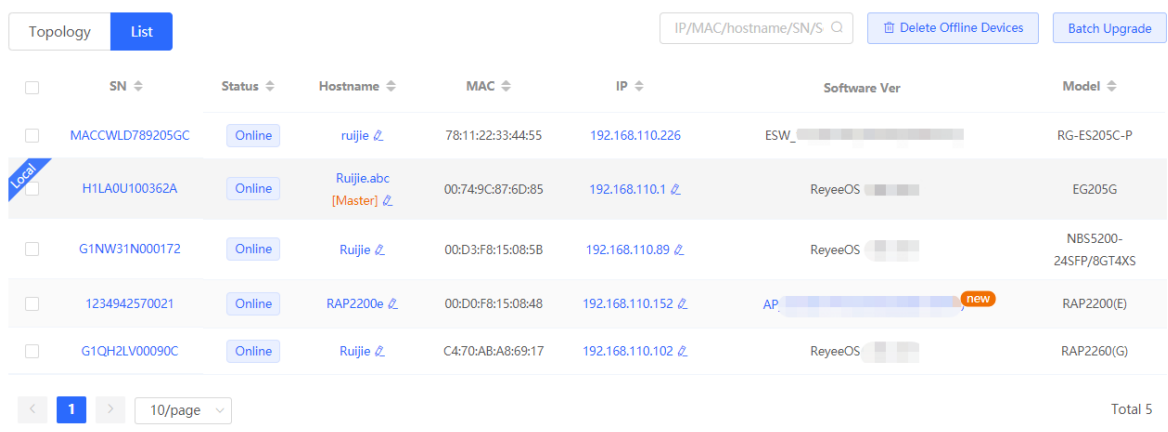 Topology List IP/MAC/hostname/SN/S Delete Offline Devices Batch Upgrade
SN Status Hostname MAC IP Software Ver Model
MACCWLD789205GC Online ruijie 78:11:22:33:44:55 192.168.110.226 ESW_ RG-ES205C-P
Local
H1LA0U100362A Online Ruijie.abc 00:74:9C:87:6D:85 192.168.110.1 ReyeeOS EG205G
[Master]
G1NW31N000172 Online Ruijie 00:D3:F8:15:08:5B 192.168.110.89 ReyeeOS NBS5200-
24SFP/8GT4XS
1234942570021 Online RAP2200e 00:D0:F8:15:08:48 192.168.110.152 AP_ new RAP2200(E)
G1QH2LV00090C Online Ruijie C4:70:AB:A8:69:17 192.168.110.102 ReyeeOS RAP2260(G)
< 1 > 10/page Total 5